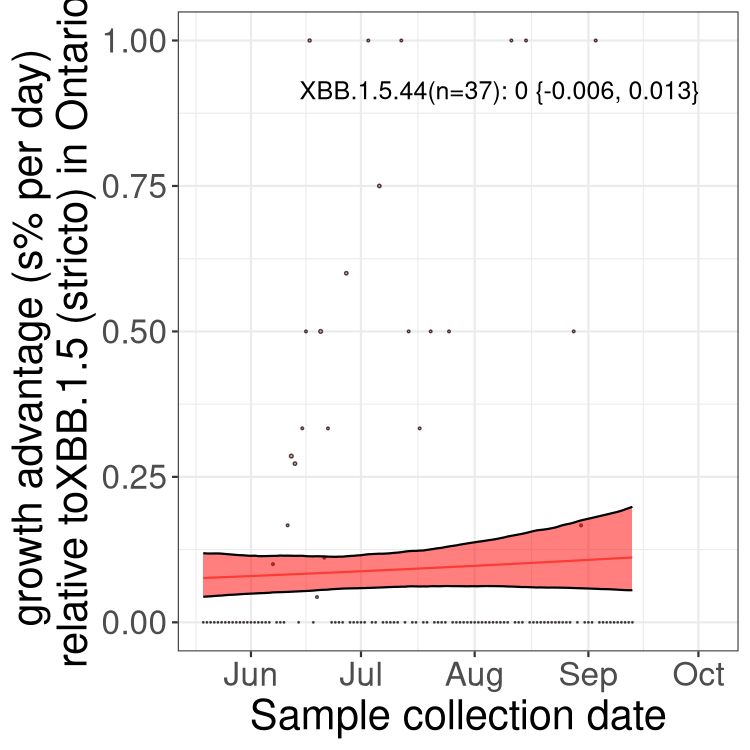 growth advantage (s% per day)
relative toXBB.1.5 (stricto) in Ontario
1.00
0.75
0.50
0.25
0.00
XBB.1.5.44(n=37): 0 {-0.006, 0.013}
Jun Jul Aug Sep Oct
Sample collection date